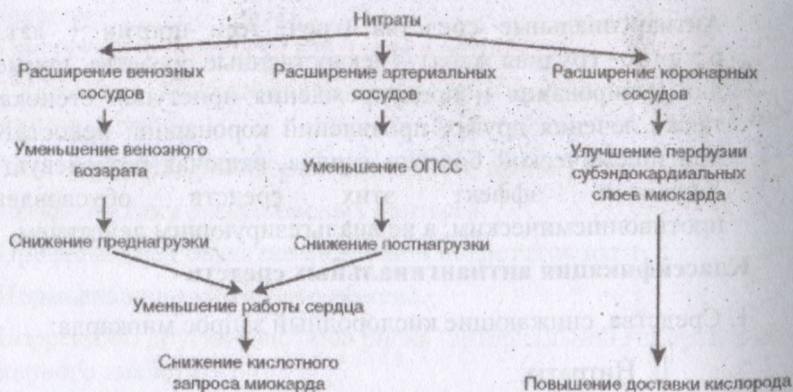 Нитраты
Расширение венозных
сосудов
Расширение артериальных
сосудов
Расширение коронарных
сосудов
Уменьшение венозного
возврата
Уменьшение ОПСС
Улучшение перфузии
субэндокардиальных
слоев миокарда
Снижение преднагрузки
Снижение постнагрузки
Уменьшение работы сердца
Снижение кислотного
запроса миокарда
Повышение доставки кислорода
Классификация антиангинальных средств
Средства, снижающие кислородный запрос миокарда:
Нитраты